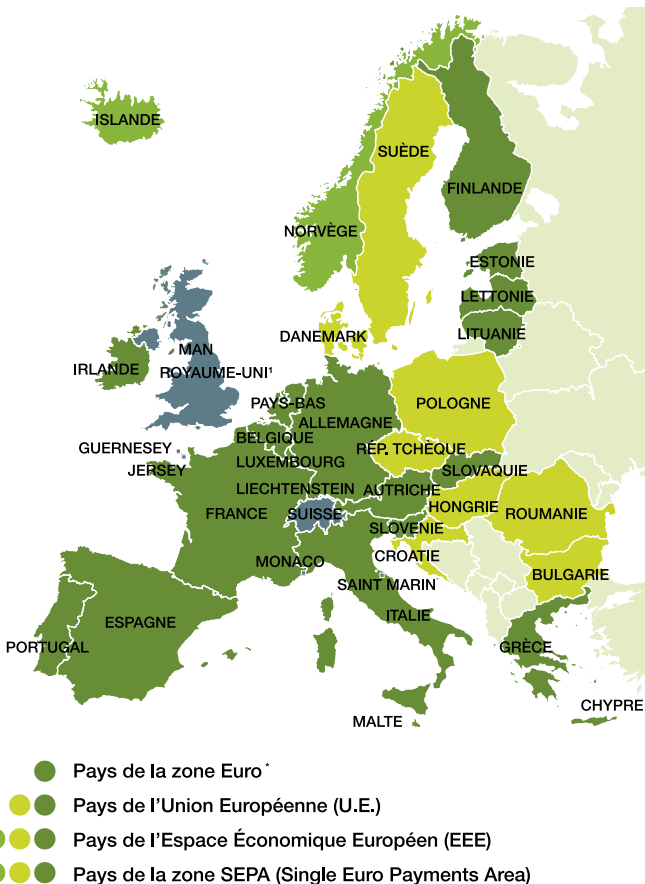 ISLANDE
SUÈDE
FINLANDE
NORVÈGE
ESTONIE
LETTONIE
LITUANIE
DANEMARK
MAN
IRLANDE
ROYAUME-UNI¹
PAYS-BAS
POLOGNE
ALLEMAGNE
BELGIQUE
GUERNESEY
RÉP. TCHÈQUE
JERSEY
LUXEMBOURG
SLOVAQUIE
LIECHTENSTEIN
AUTRICHE
HONGRIE
FRANCE
SUISSE
ROUMANIE
SLOVENIE
MONACO
CROATIE
BULGARIE
SAINT MARIN
ESPAGNE
ITALIE
PORTUGAL
GRÈCE
CHYPRE
MALTE
Pays de la zone Euro*
Pays de l'Union Européenne (U.E.)
Pays de l'Espace Économique Européen (EEE)
Pays de la zone SEPA (Single Euro Payments Area)